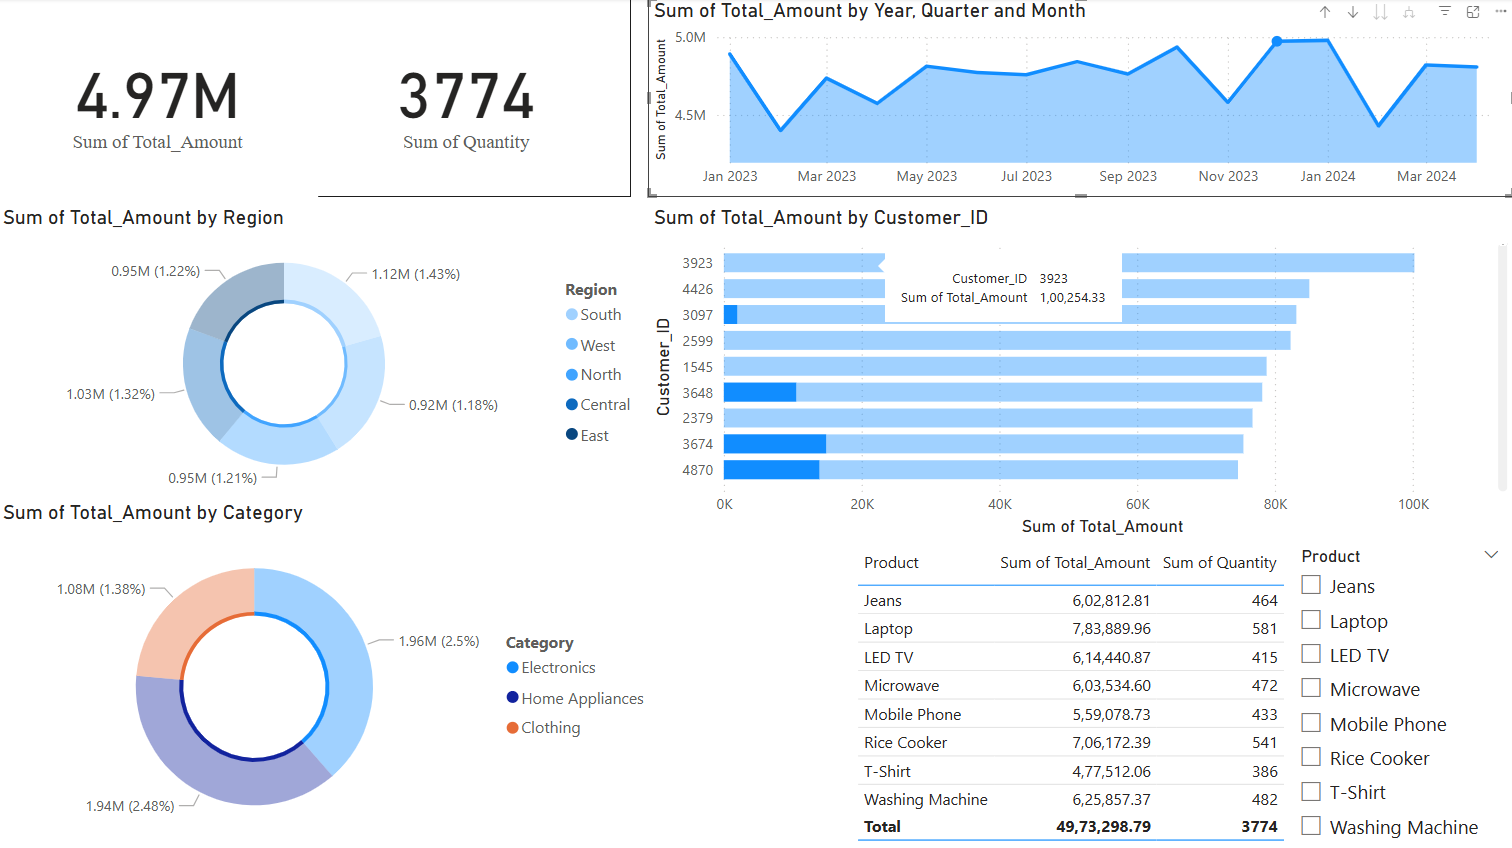 4.97M
Sum of Total_Amount
3774
Sum of Quantity
Sum of Total_Amount by Year, Quarter and Month
Sum of Total_Amount
5.0M
4.5M
Jan 2023 Mar 2023 May 2023 Jul 2023 Sep 2023 Nov 2023 Jan 2024 Mar 2024
Sum of Total_Amount by Region
0.95M (1.22%)
1.12M (1.43%)
1.03M (1.32%)
0.92M (1.18%)
0.95M (1.21%)
Region
South
West
North
Central
East
Sum of Total_Amount by Customer_ID
Customer_ID
3923
4426
3097
2599
1545
3648
2379
3674
4870
Customer_ID 3923
Sum of Total_Amount 1,00,254.33
0K 20K 40K 60K 80K 100K
Sum of Total_Amount
Sum of Total_Amount by Category
1.08M (1.38%)
1.96M (2.5%)
1.94M (2.48%)
Category
Electronics
Home Appliances
Clothing
Product Sum of Total_Amount Sum of Quantity
Jeans 6,02,812.81 464
Laptop 7,83,889.96 581
LED TV 6,14,440.87 415
Microwave 6,03,534.60 472
Mobile Phone 5,59,078.73 433
Rice Cooker 7,06,172.39 541
T-Shirt 4,77,512.06 386
Washing Machine 6,25,857.37 482
Total 49,73,298.79 3774
Product
Jeans
Laptop
LED TV
Microwave
Mobile Phone
Rice Cooker
T-Shirt
Washing Machine